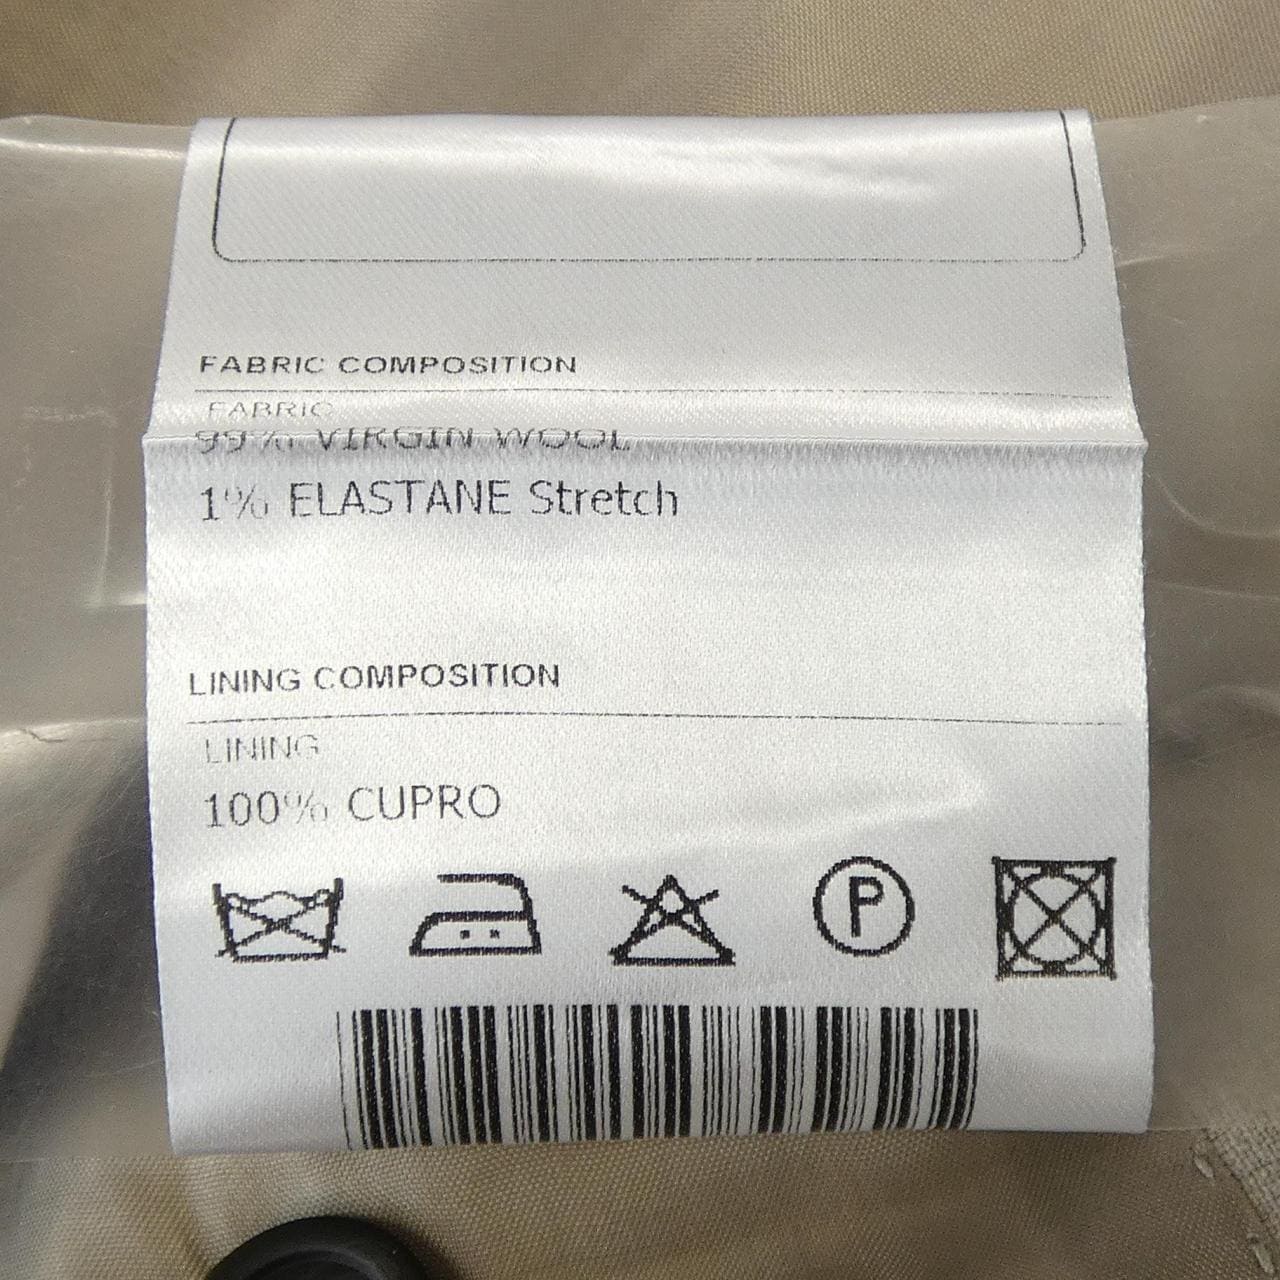 FABRIC COMPOSITION
FABRIC
99% VIRGIN WOOL
1% ELASTANE Stretch
LINING COMPOSITION
LINING
100% CUPRO
P